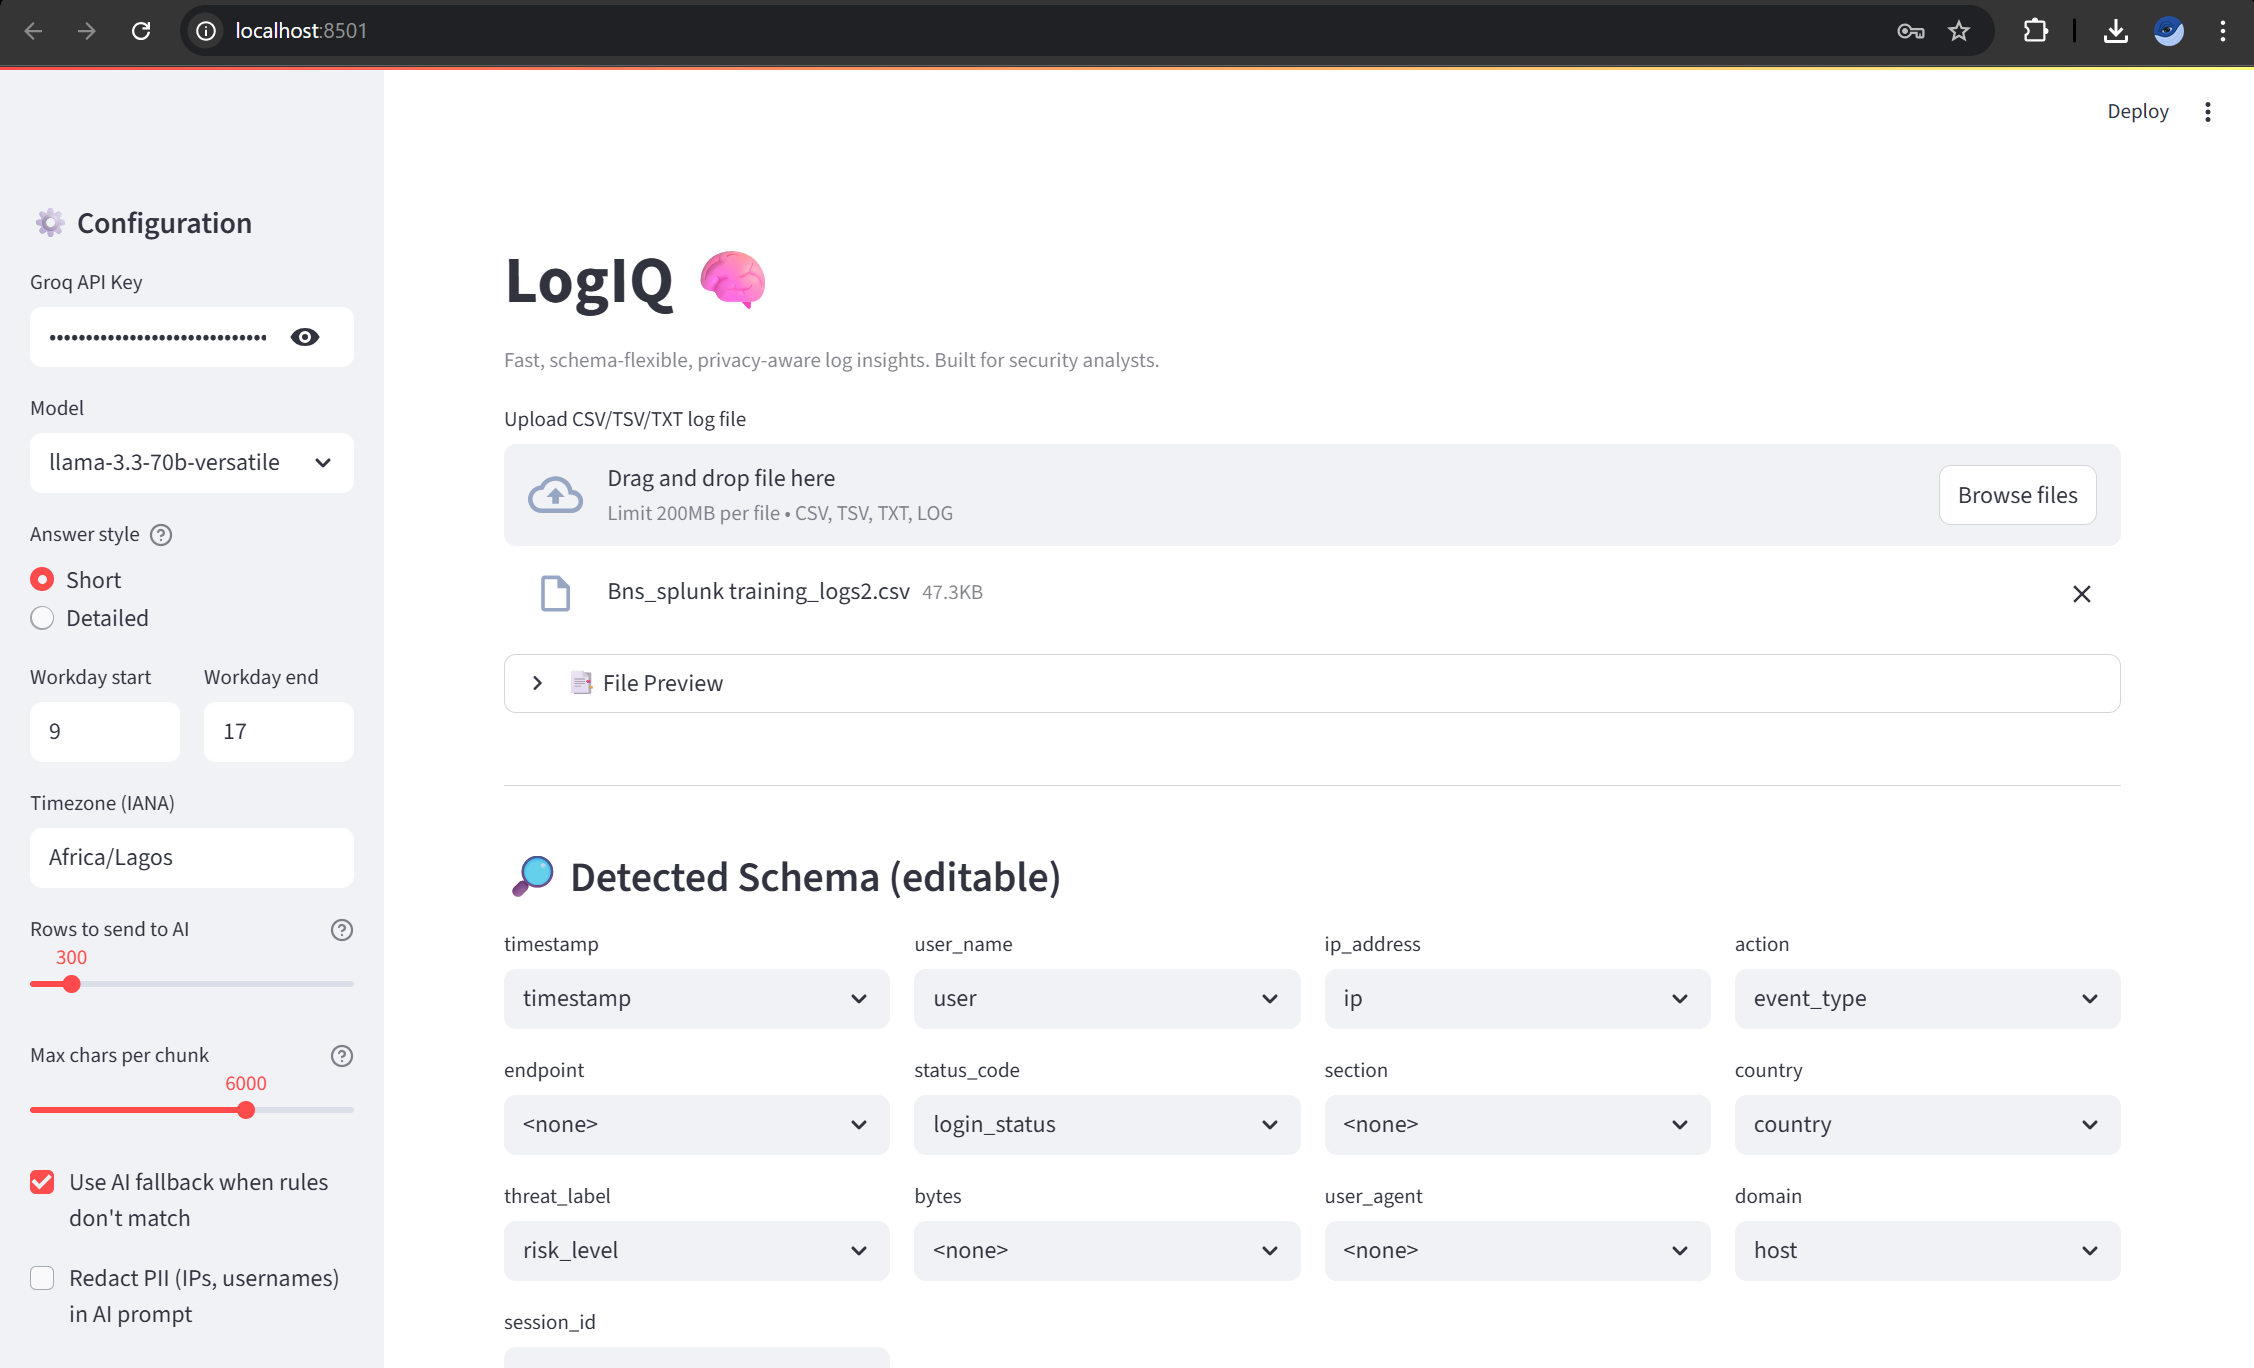 localhost:8501
Deploy
Configuration
Groq API Key
••••••••••••••••••••••••••••••
Model
llama-3.3-70b-versatile
Answer style
Short
Detailed
Workday start
Workday end
9
17
Timezone (IANA)
Africa/Lagos
Rows to send to AI
300
Max chars per chunk
6000
Use AI fallback when rules
don't match
Redact PII (IPs, usernames)
in AI prompt
LogIQ
Fast, schema-flexible, privacy-aware log insights. Built for security analysts.
Upload CSV/TSV/TXT log file
Drag and drop file here
Limit 200MB per file • CSV, TSV, TXT, LOG
Browse files
Bns_splunk training_logs2.csv 47.3KB
File Preview
Detected Schema (editable)
timestamp
user_name
ip_address
action
timestamp
user
ip
event_type
endpoint
status_code
section
country
<none>
login_status
<none>
country
threat_label
bytes
user_agent
domain
risk_level
<none>
<none>
host
session_id